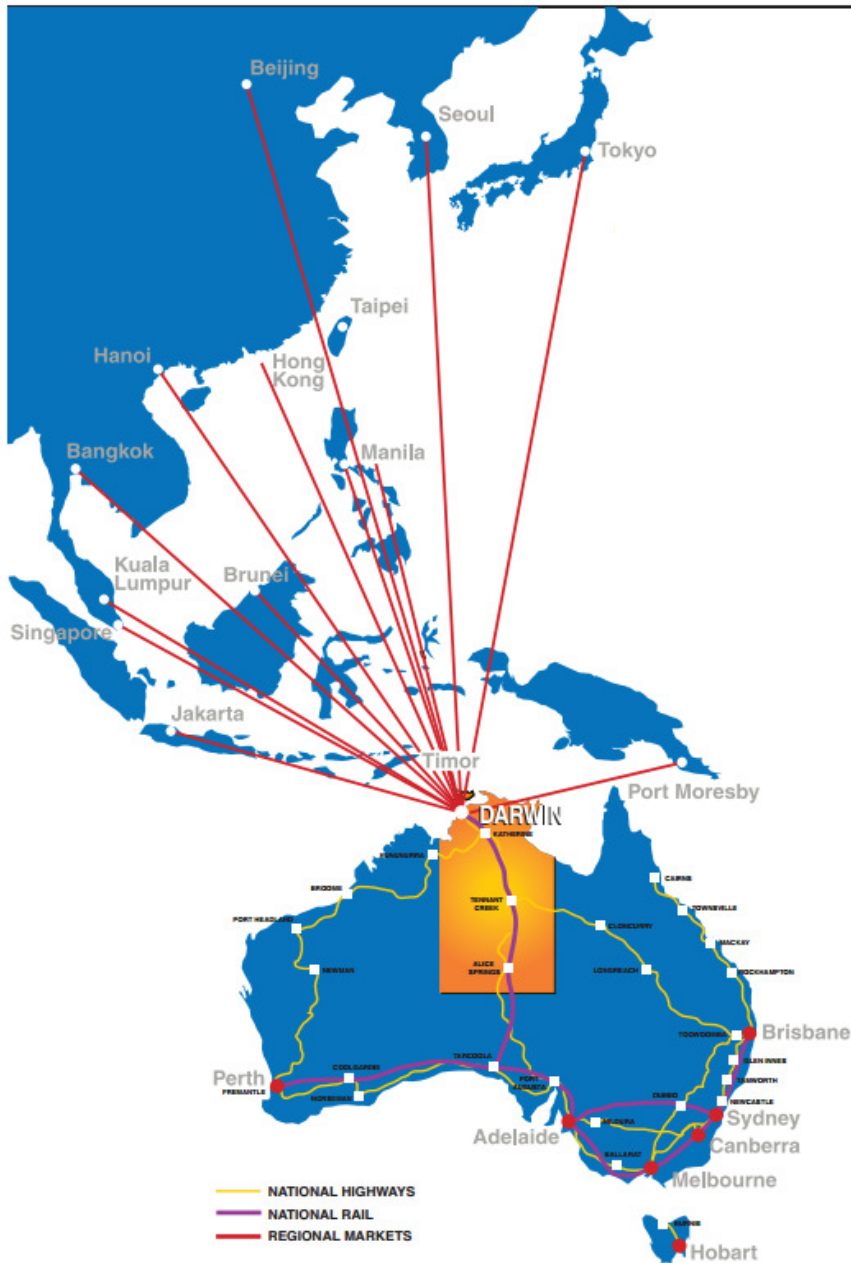 Beijing
Seoul
Tokyo
Taipei
Hanoi
Hong
Kong
Bangkok
Manila
Kuala
Lumpur
Brunei
Singapore
Jakarta
Timor
Port Moresby
DARWIN
KATHERINE
KUNUNURRA
CAIRNS
BROOME
TENNANT
CREEK
TOWNSVILLE
PORT HEADLAND
CLONCURRY
MACKAY
NEWMAN
ALICE
SPRINGS
LONGREACH
ROCKHAMPTON
TOOWOOMBA
Brisbane
GLEN INNES
TARCOOLA
COOLGARDIE
Perth
FREMANTLE
PORT
AUGUSTA
TAMWORTH
NORSEMAN
DUBBO
NEWCASTLE
Sydney
Adelaide
Canberra
BALLARAT
Melbourne
NATIONAL HIGHWAYS
NATIONAL RAIL
REGIONAL MARKETS
BURNIE
Hobart